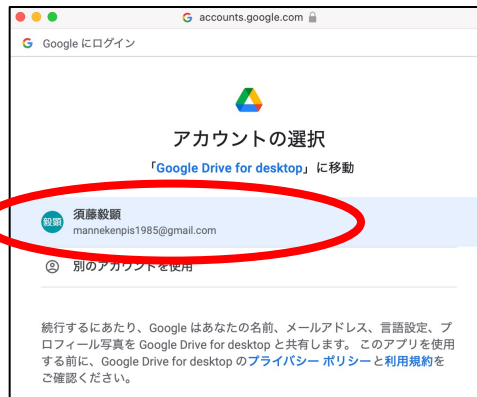 accounts.google.com
G Google にログイン
アカウントの選択
「Google Drive for desktop」に移動
毅顕 須藤毅顕
mannekenpis1985@gmail.com
別のアカウントを使用
続行するにあたり、Google はあなたの名前、メールアドレス、言語設定、プ
ロフィール写真を Google Drive for desktop と共有します。 このアプリを使用
する前に、Google Drive for desktop のプライバシー ポリシーと利用規約を
ご確認ください。